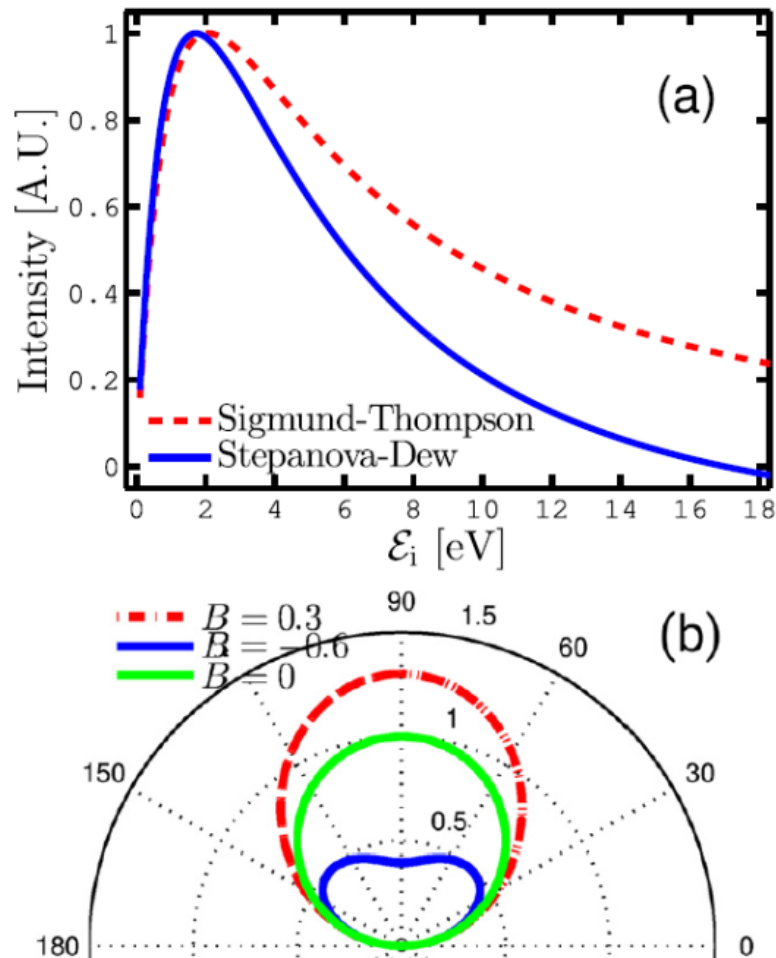 (a)
Intensity [A.U.]
1
0.8
0.6
0.4
0.2
0
Sigmund-Thompson
Stepanova-Dew
0 2 4 6 8 10 12 14 16 18
ℰi [eV]
(b)
B = 0.3
B = −0.6
B = 0
90
1.5
60
1
150
30
0.5
180
0